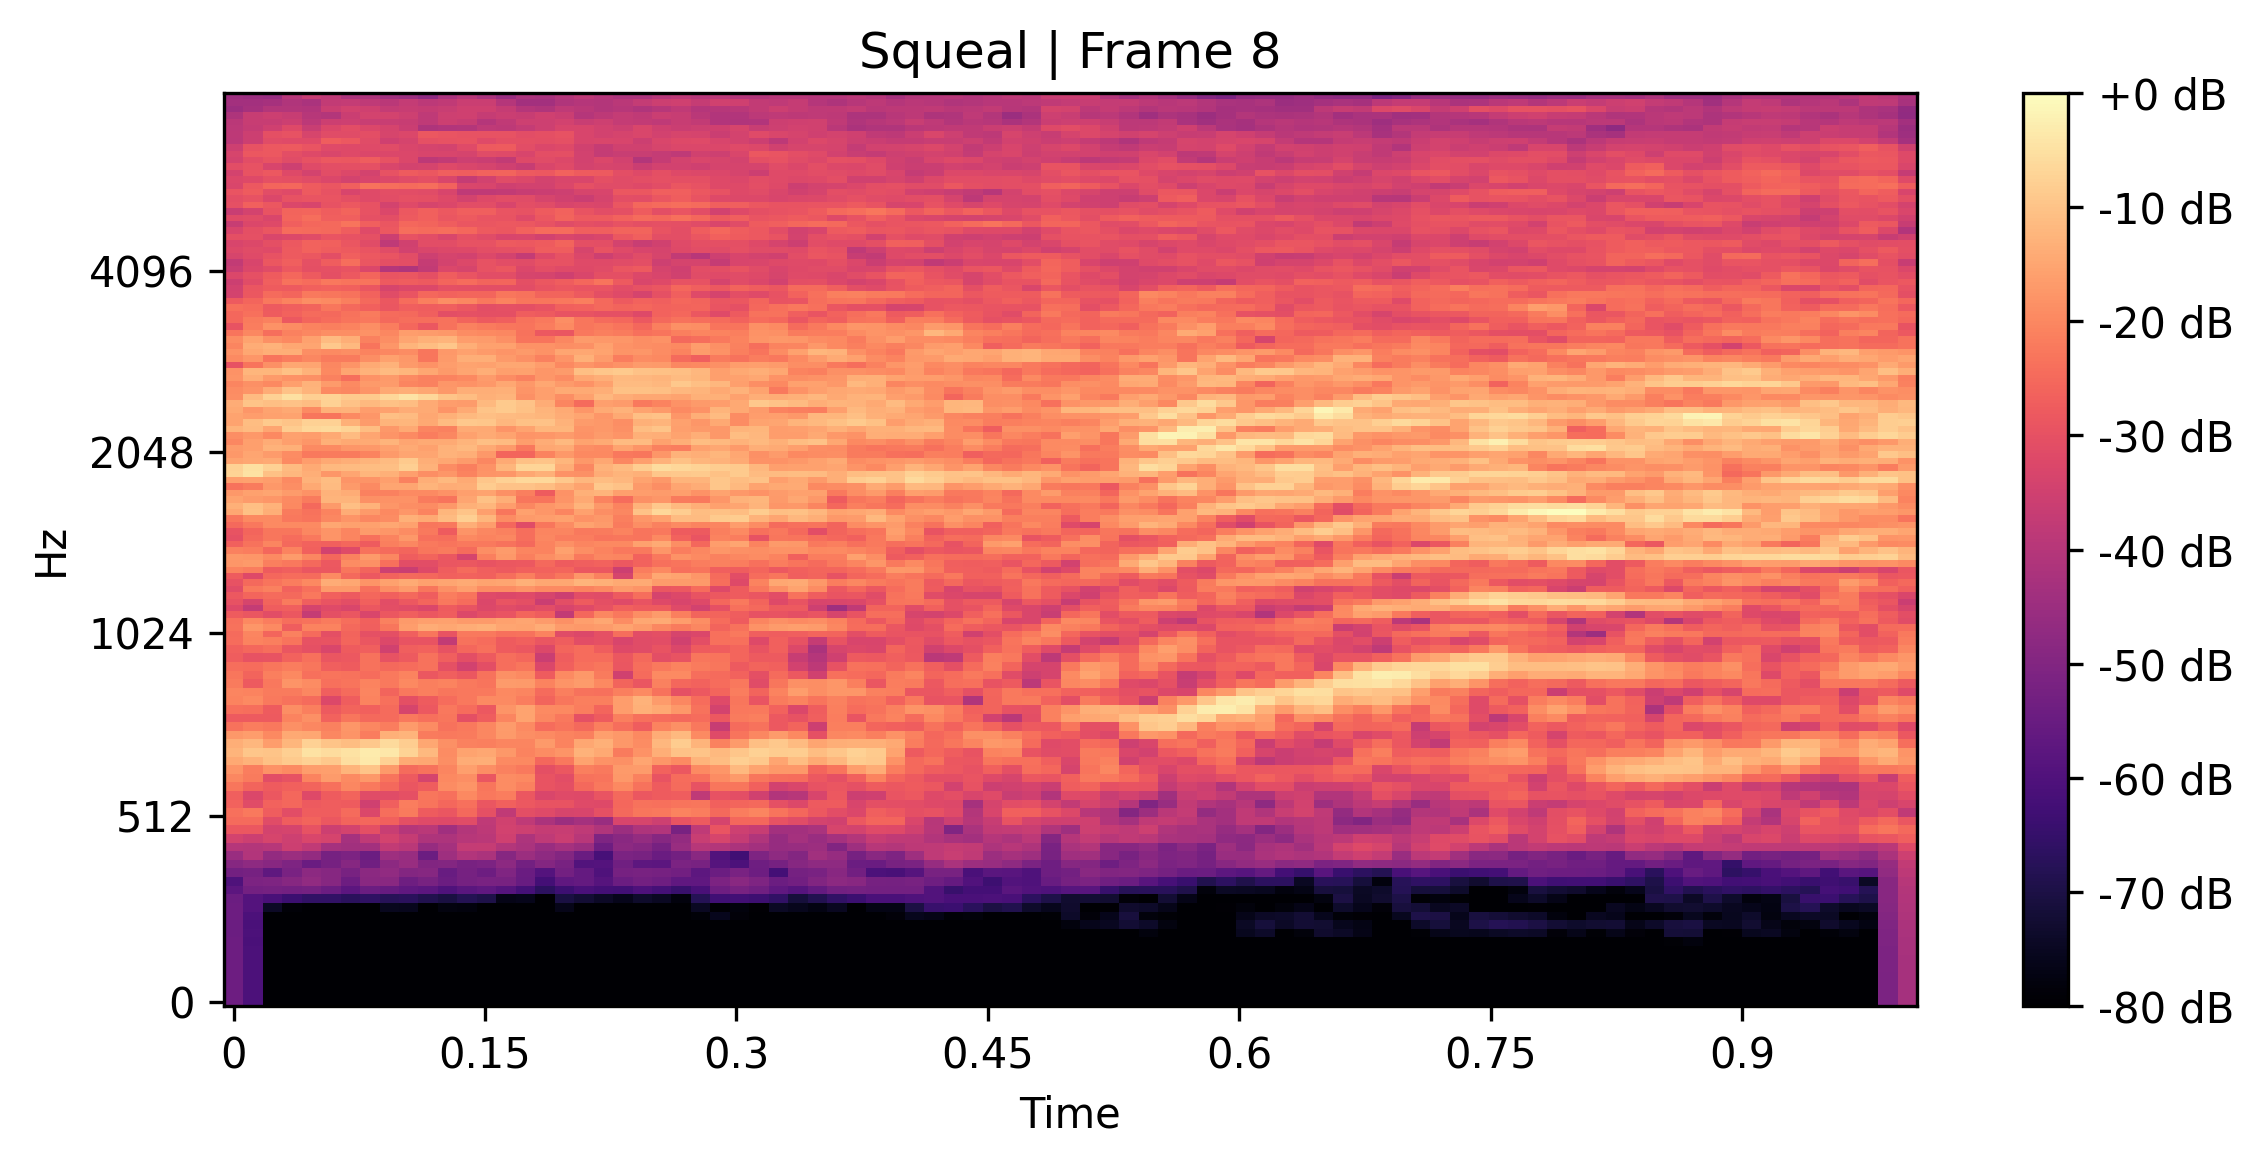 Squeal | Frame 8
+0 dB
-10 dB
-20 dB
-30 dB
-40 dB
-50 dB
-60 dB
-70 dB
-80 dB
4096
2048
1024
512
0
Hz
0 0.15 0.3 0.45 0.6 0.75 0.9
Time